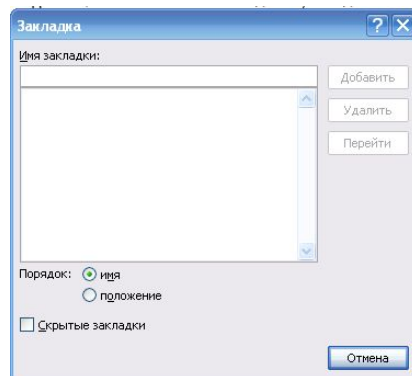 Закладка
Имя закладки:
Добавить
Удалить
Перейти
Порядок: имя
положение
Скрытые закладки
Отмена